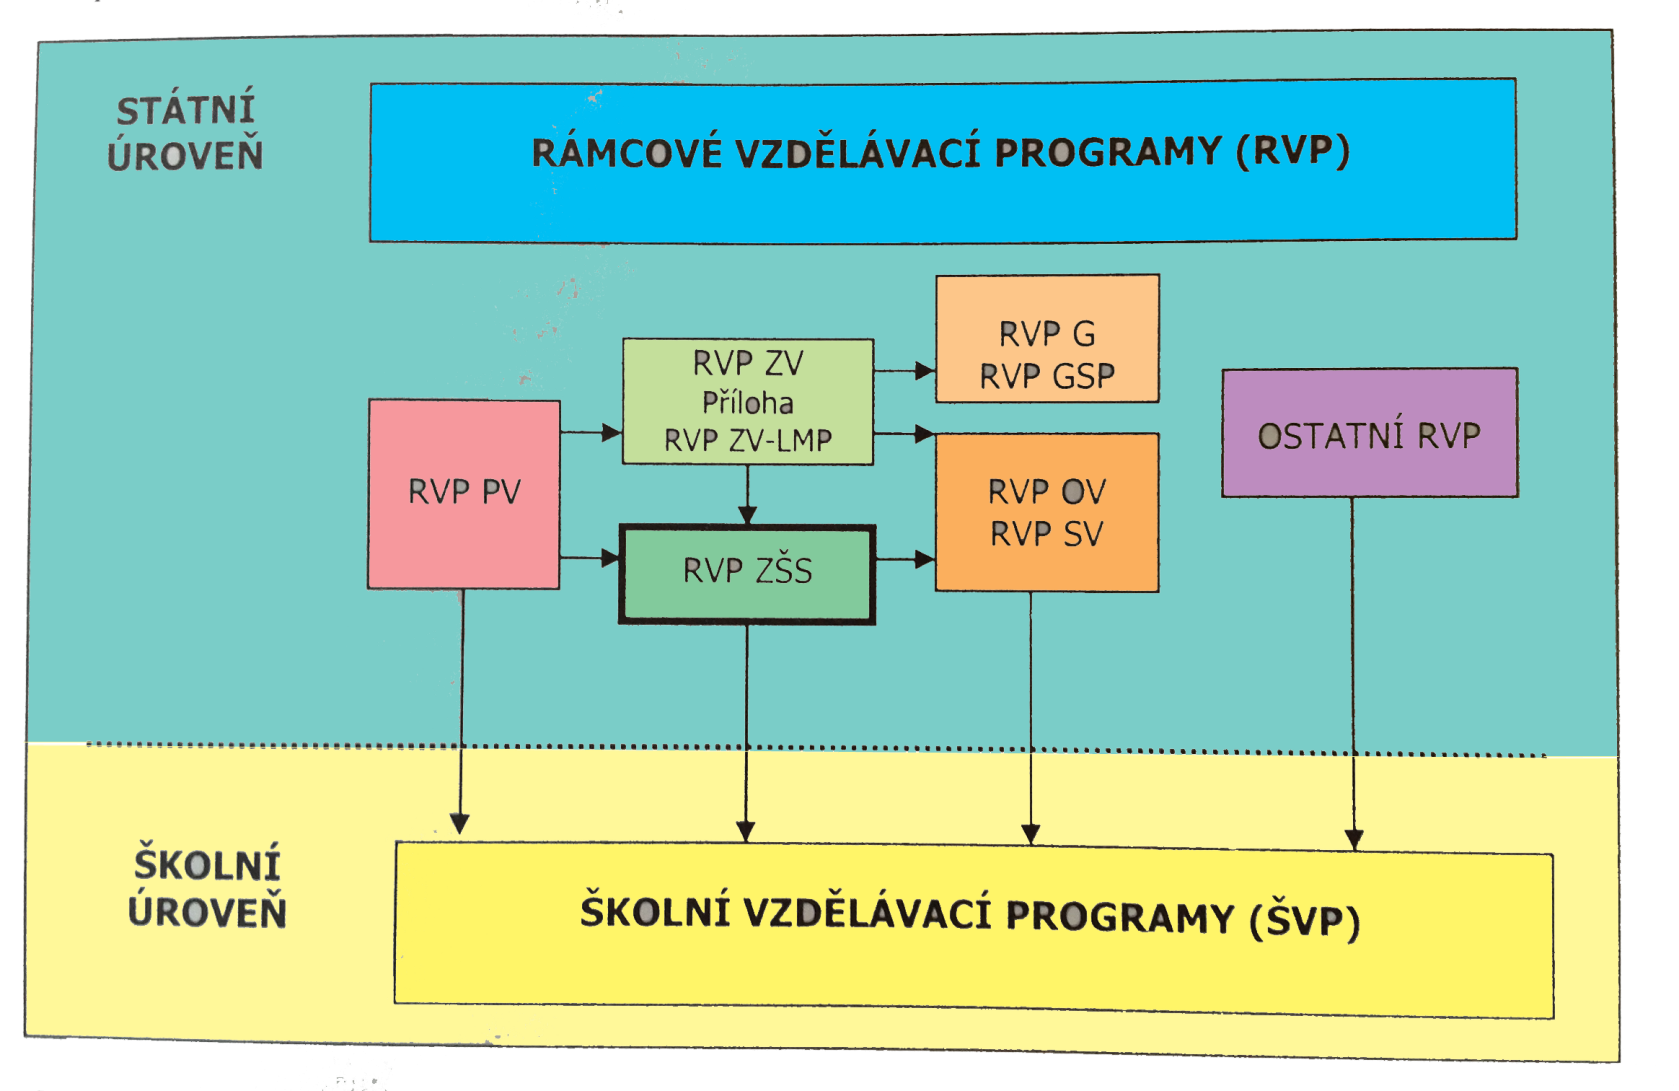 STÁTNÍ
ÚROVEŇ
RÁMCOVÉ VZDĚLÁVACÍ PROGRAMY (RVP)
RVP G
RVP GSP
RVP ZV
Příloha
RVP ZV-LMP
OSTATNÍ RVP
RVP PV
RVP OV
RVP SV
RVP ZŠS
ŠKOLNÍ
ÚROVEŇ
ŠKOLNÍ VZDĚLÁVACÍ PROGRAMY (ŠVP)